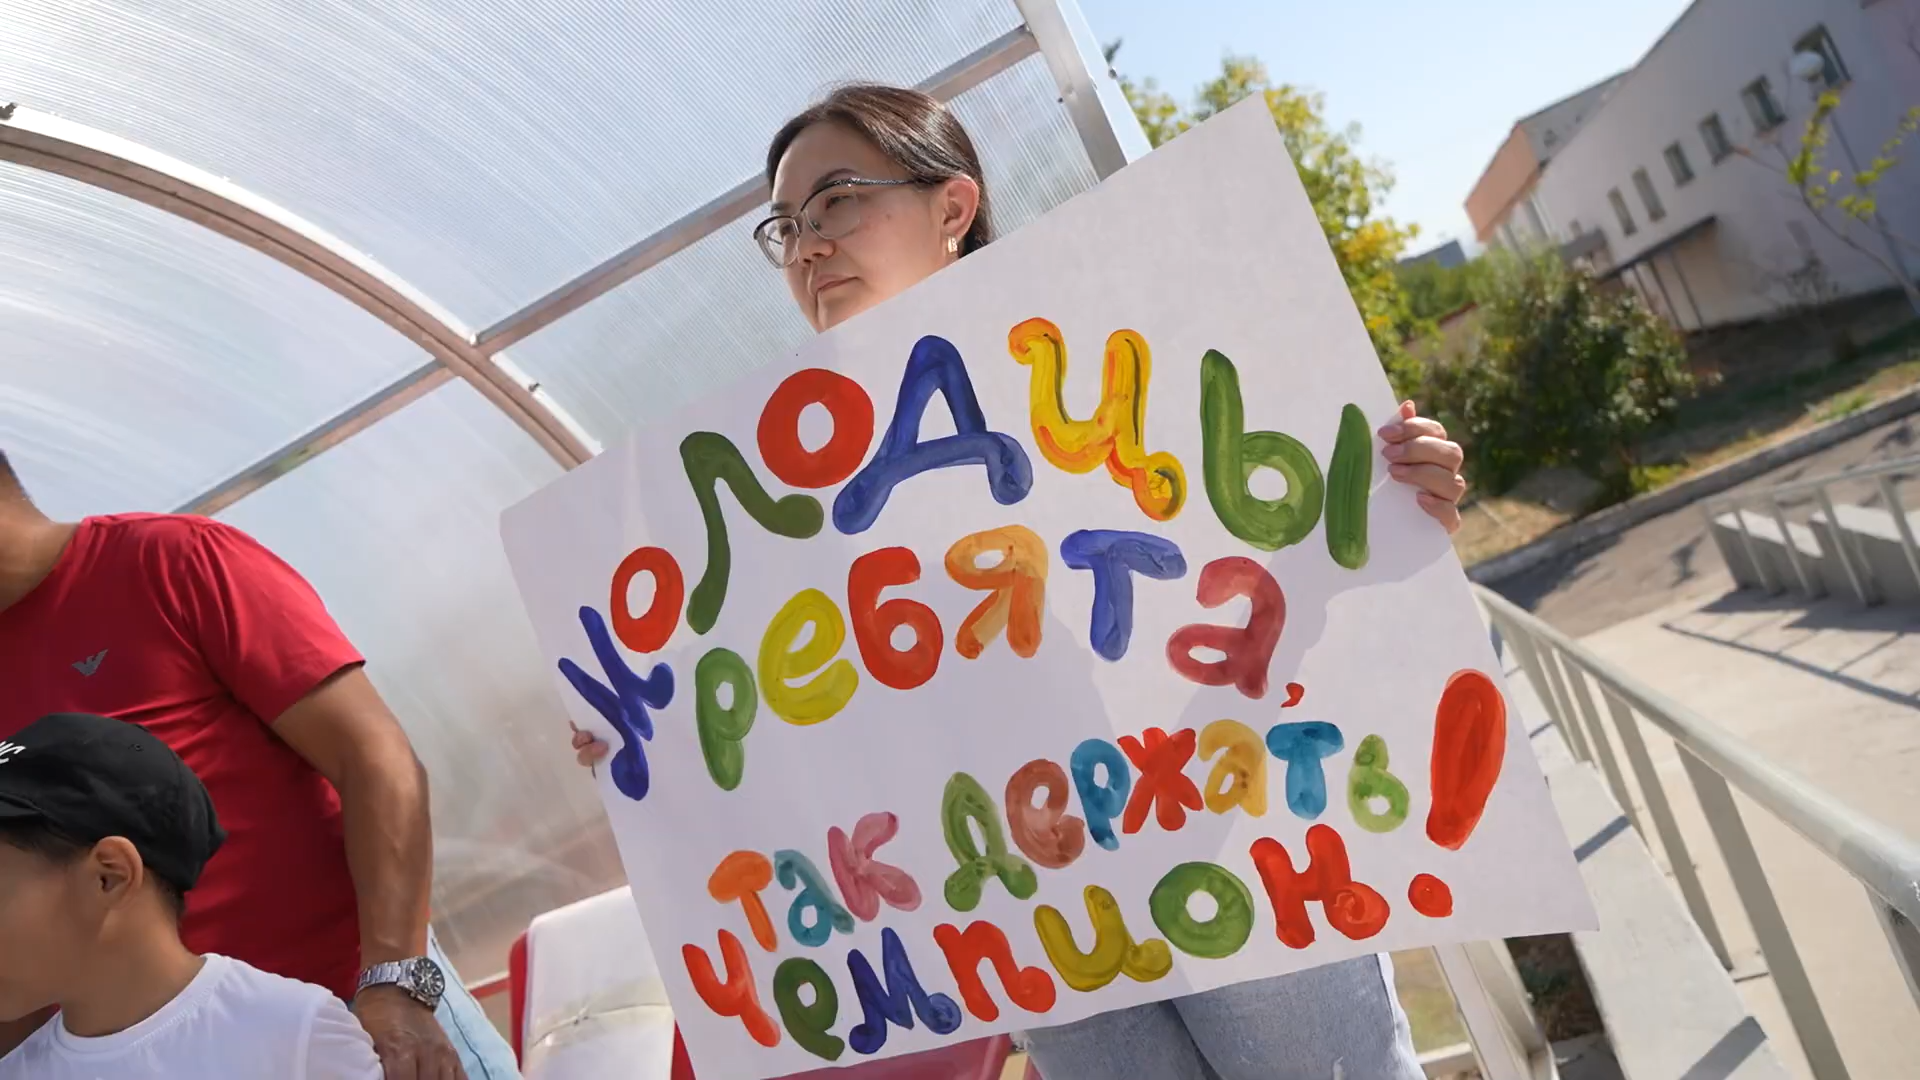 молодцы
ребята,
так держать!
чемпион